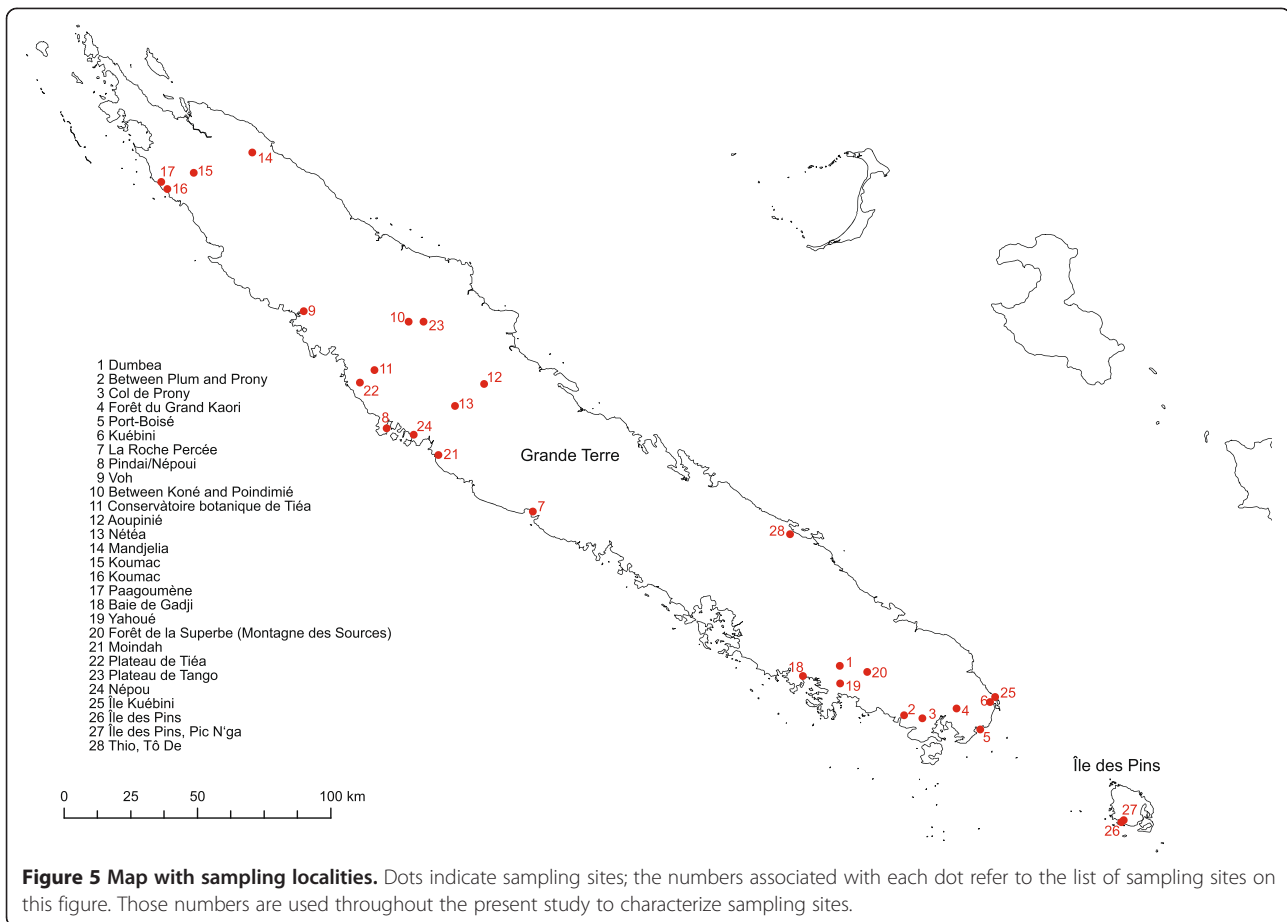 14
17
15
16
9
10
23
11
22
12
13
8
24
21
Grande Terre
7
28
1 Dumbea
2 Between Plum and Prony
3 Col de Prony
4 Forêt du Grand Kaori
5 Port-Boisé
6 Kuébini
7 La Roche Percée
8 Pindai/Népoui
9 Voh
10 Between Koné and Poindimié
11 Conservàtoire botanique de Tiéa
12 Aoupinié
13 Nétéa
14 Mandjelia
15 Koumac
16 Koumac
17 Paagoumène
18 Baie de Gadji
19 Yahoué
20 Forêt de la Superbe (Montagne des Sources)
21 Moindah
22 Plateau de Tiéa
23 Plateau de Tango
24 Népou
25 Île Kuébini
26 Île des Pins
27 Île des Pins, Pic N'ga
28 Thio, Tô De
18
1
20
19
2
3
4
6
25
5
Île des Pins
27
26
0 25 50 100 km
Figure 5 Map with sampling localities. Dots indicate sampling sites; the numbers associated with each dot refer to the list of sampling sites on
this figure. Those numbers are used throughout the present study to characterize sampling sites.